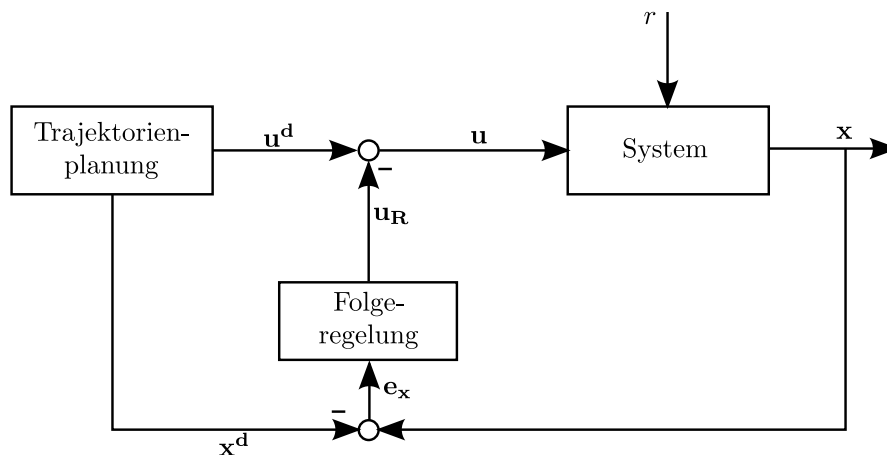 r
Trajektorien-
planung
u^d
u
System
x
−
u_R
Folge-
regelung
e_x
−
x^d